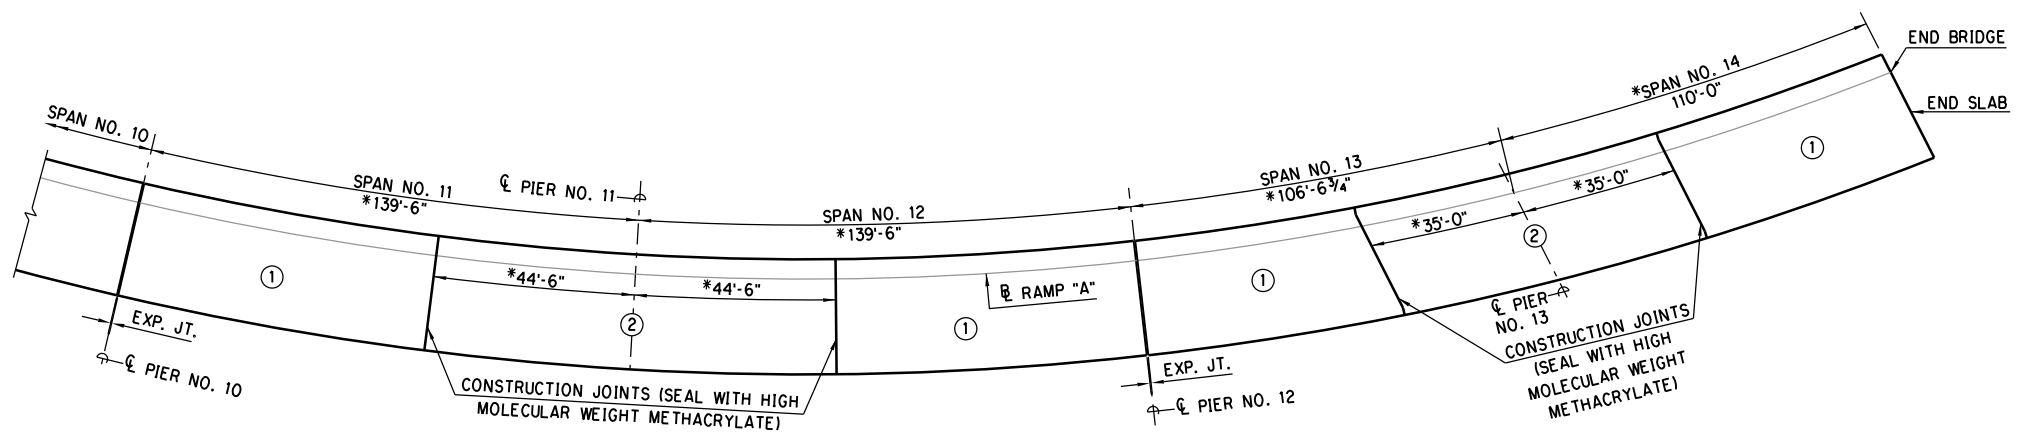 SPAN NO. 10
SPAN NO. 11
*139'-6"
℄ PIER NO. 11
SPAN NO. 12
*139'-6"
SPAN NO. 13
*106'-6¾"
*SPAN NO. 14
110'-0"
END BRIDGE
END SLAB
1
*44'-6"
*44'-6"
2
1
℄ RAMP "A"
1
*35'-0"
*35'-0"
2
1
EXP. JT.
℄ PIER NO. 10
CONSTRUCTION JOINTS (SEAL WITH HIGH
MOLECULAR WEIGHT METHACRYLATE)
EXP. JT.
℄ PIER NO. 12
℄ PIER
NO. 13
CONSTRUCTION JOINTS
(SEAL WITH HIGH
MOLECULAR WEIGHT
METHACRYLATE)